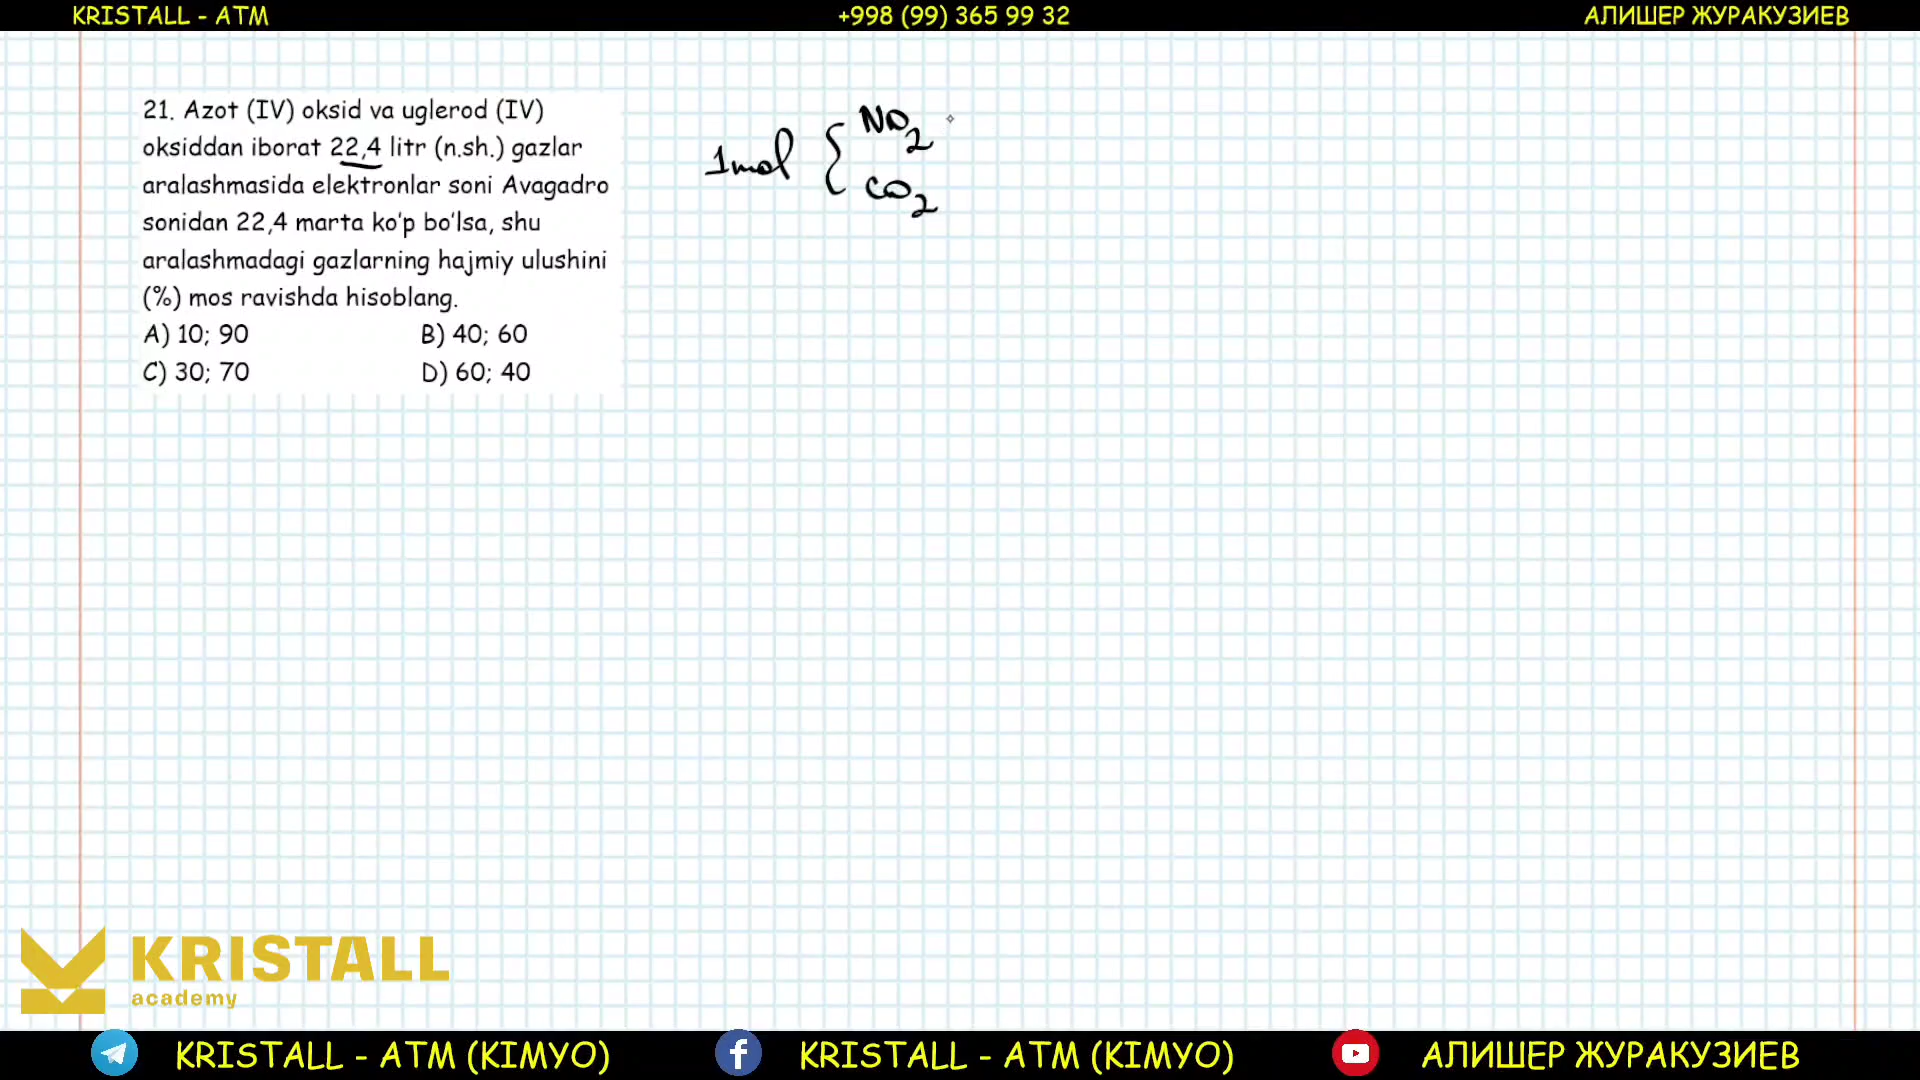 KRISTALL - ATM
+998 (99) 365 99 32
АЛИШЕР ЖУРАКУЗИЕВ
21. Azot (IV) oksid va uglerod (IV)
oksiddan iborat 22,4 litr (n.sh.) gazlar
aralashmasida elektronlar soni Avagadro
sonidan 22,4 marta ko'p bo'lsa, shu
aralashmadagi gazlarning hajmiy ulushini
(%) mos ravishda hisoblang.
A) 10; 90 B) 40; 60
C) 30; 70 D) 60; 40
1mol { NO2
CO2
KRISTALL
academy
KRISTALL - ATM (KIMYO)
KRISTALL - ATM (KIMYO)
АЛИШЕР ЖУРАКУЗИЕВ